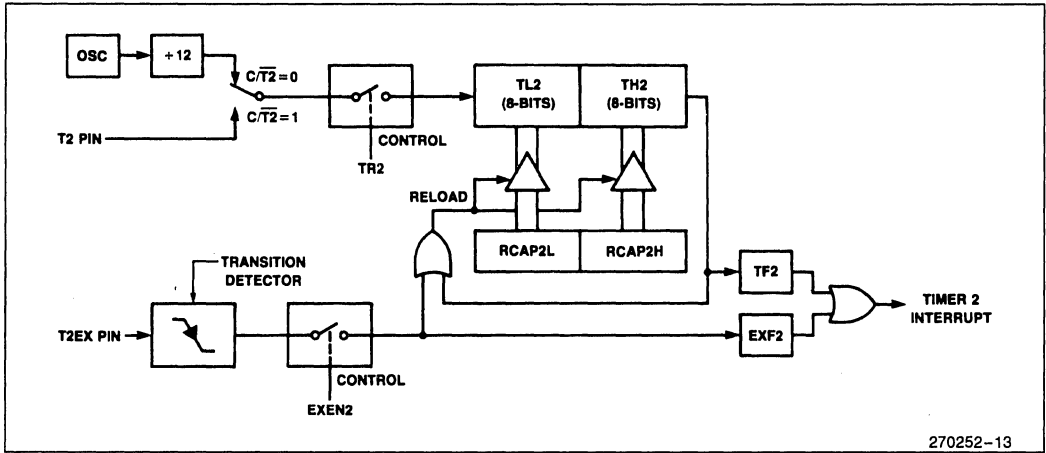 OSC
÷12
C/T2̅=0
C/T2̅=1
T2 PIN
CONTROL
TR2
TL2
(8-BITS)
TH2
(8-BITS)
RELOAD
RCAP2L
RCAP2H
TRANSITION
DETECTOR
T2EX PIN
CONTROL
EXEN2
TF2
EXF2
TIMER 2
INTERRUPT
270252-13